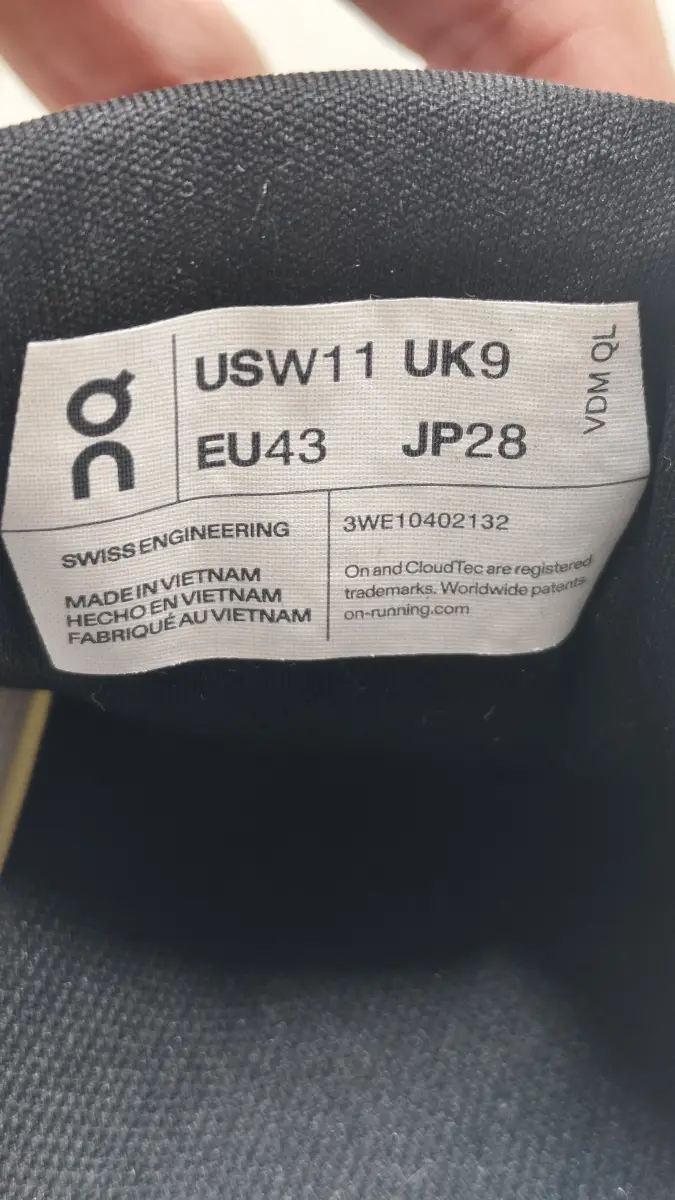 USW11 UK9
EU43 JP28
VDM QL
SWISS ENGINEERING
MADE IN VIETNAM
HECHO EN VIETNAM
FABRIQUÉ AU VIETNAM
3WE10402132
On and CloudTec are registered
trademarks. Worldwide patents.
on-running.com